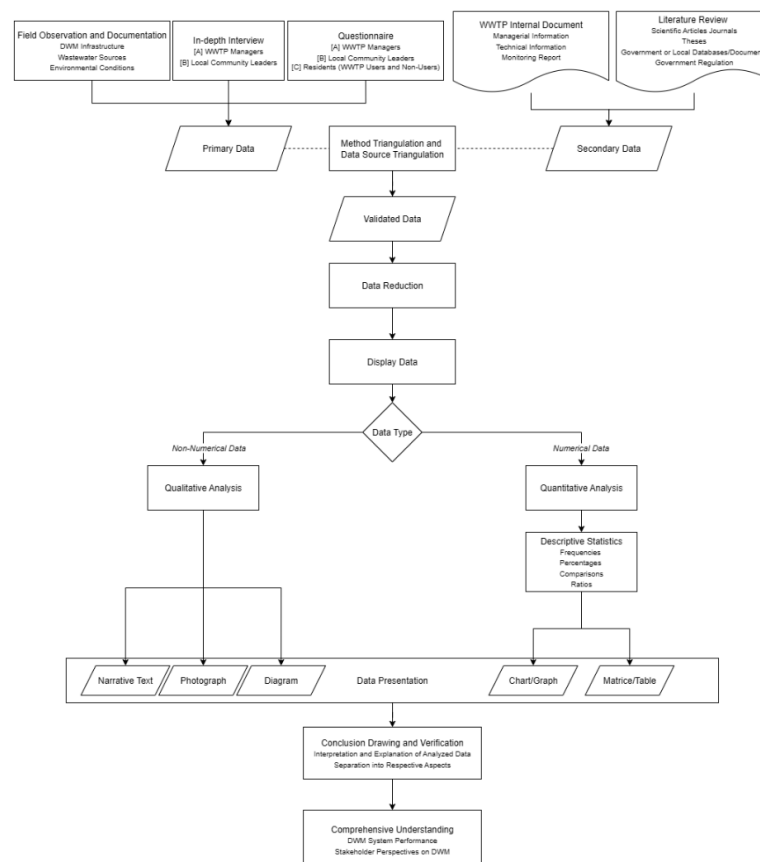 Field Observation and Documentation
DWM Infrastructure
Wastewater Sources
Environmental Conditions
In-depth Interview
[A] WWTP Managers
[B] Local Community Leaders
Questionnaire
[A] WWTP Managers
[B] Local Community Leaders
[C] Residents (WWTP Users and Non-Users)
WWTP Internal Document
Managerial Information
Technical Information
Monitoring Report
Literature Review
Scientific Articles Journals
Theses
Government or Local Databases/Document
Government Regulation
Primary Data
Method Triangulation and
Data Source Triangulation
Secondary Data
Validated Data
Data Reduction
Display Data
Data Type
Non-Numerical Data
Numerical Data
Qualitative Analysis
Quantitative Analysis
Descriptive Statistics
Frequencies
Percentages
Comparisons
Ratios
Narrative Text
Photograph
Diagram
Data Presentation
Chart/Graph
Matrice/Table
Conclusion Drawing and Verification
Interpretation and Explanation of Analyzed Data
Separation into Respective Aspects
Comprehensive Understanding
DWM System Performance
Stakeholder Perspectives on DWM